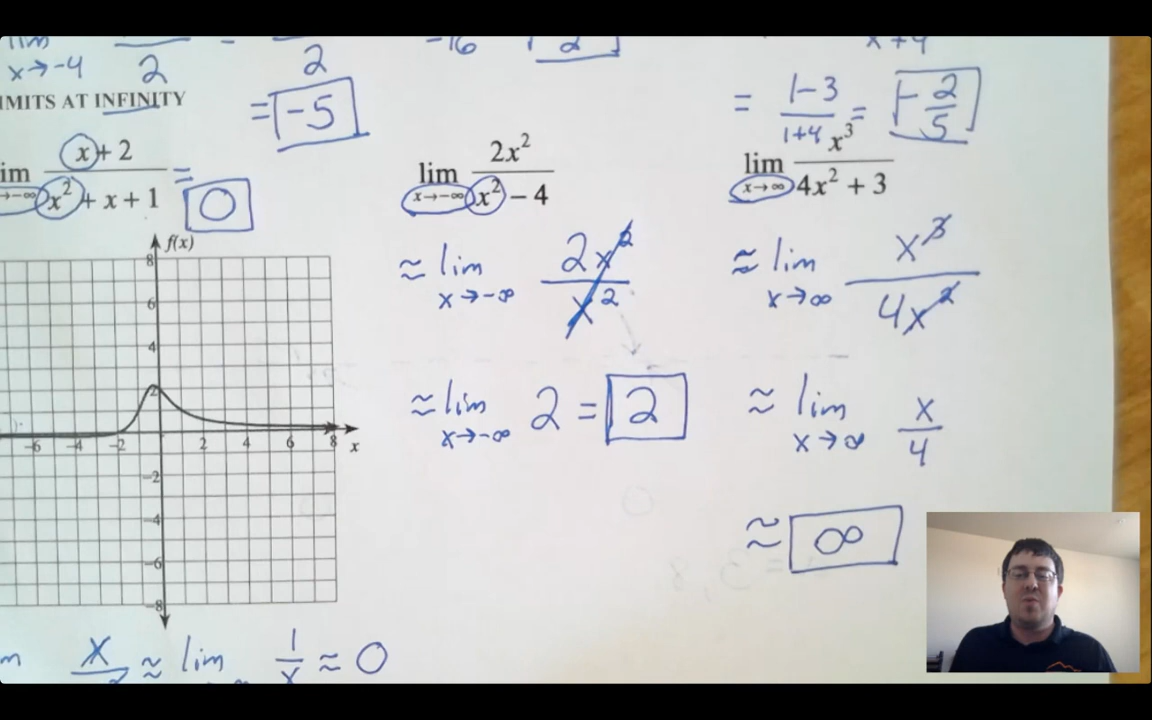 lim
x→-4
2
2
-16
2
x+4
IMITS AT INFINITY
= -5
= 1-3 / 1+4 = -2/5
im x→-∞ x + 2 / x² + x + 1 = 0
lim x→-∞ 2x² / x² − 4
lim x→∞ x³ / 4x² + 3
f(x)
8
6
4
2
-6 -4 -2 2 4 6 8 x
-2
-4
-6
-8
≈ lim x→-∞ 2x² / x²
≈ lim x→∞ x³ / 4x²
≈ lim x→-∞ 2 = 2
≈ lim x→∞ x / 4
≈ ∞
m x ≈ lim 1/x ≈ 0